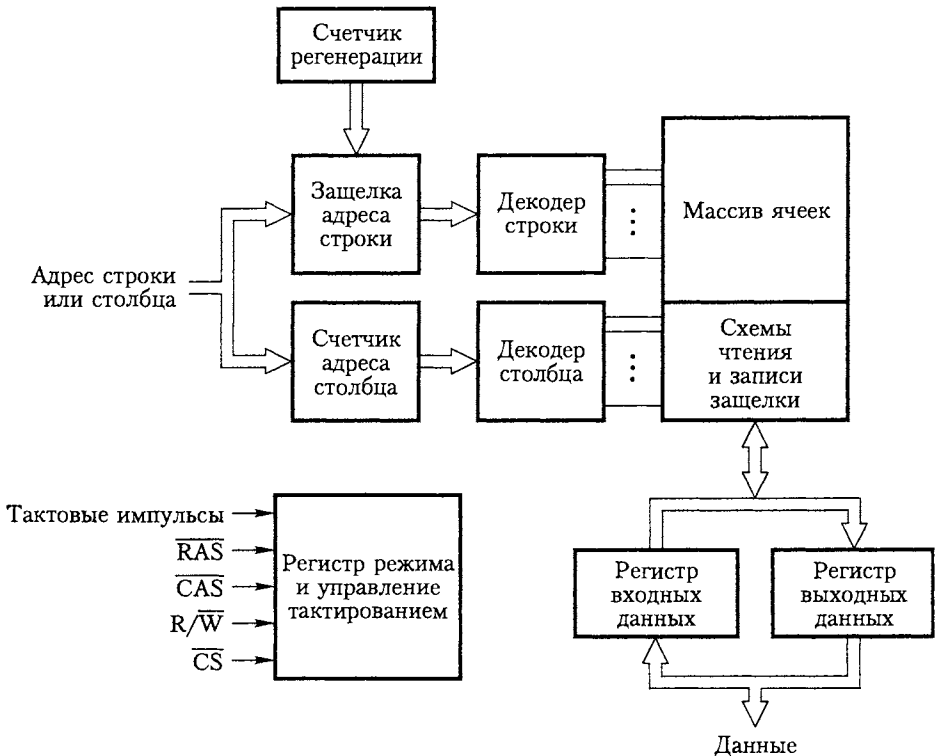 Счетчик
регенерации
Защелка
адреса
строки
Декодер
строки
Массив ячеек
Адрес строки
или столбца
Счетчик
адреса
столбца
Декодер
столбца
Схемы
чтения
и записи
защелки
Тактовые импульсы
RAS
CAS
R/W
CS
Регистр режима
и управление
тактированием
Регистр
входных
данных
Регистр
выходных
данных
Данные